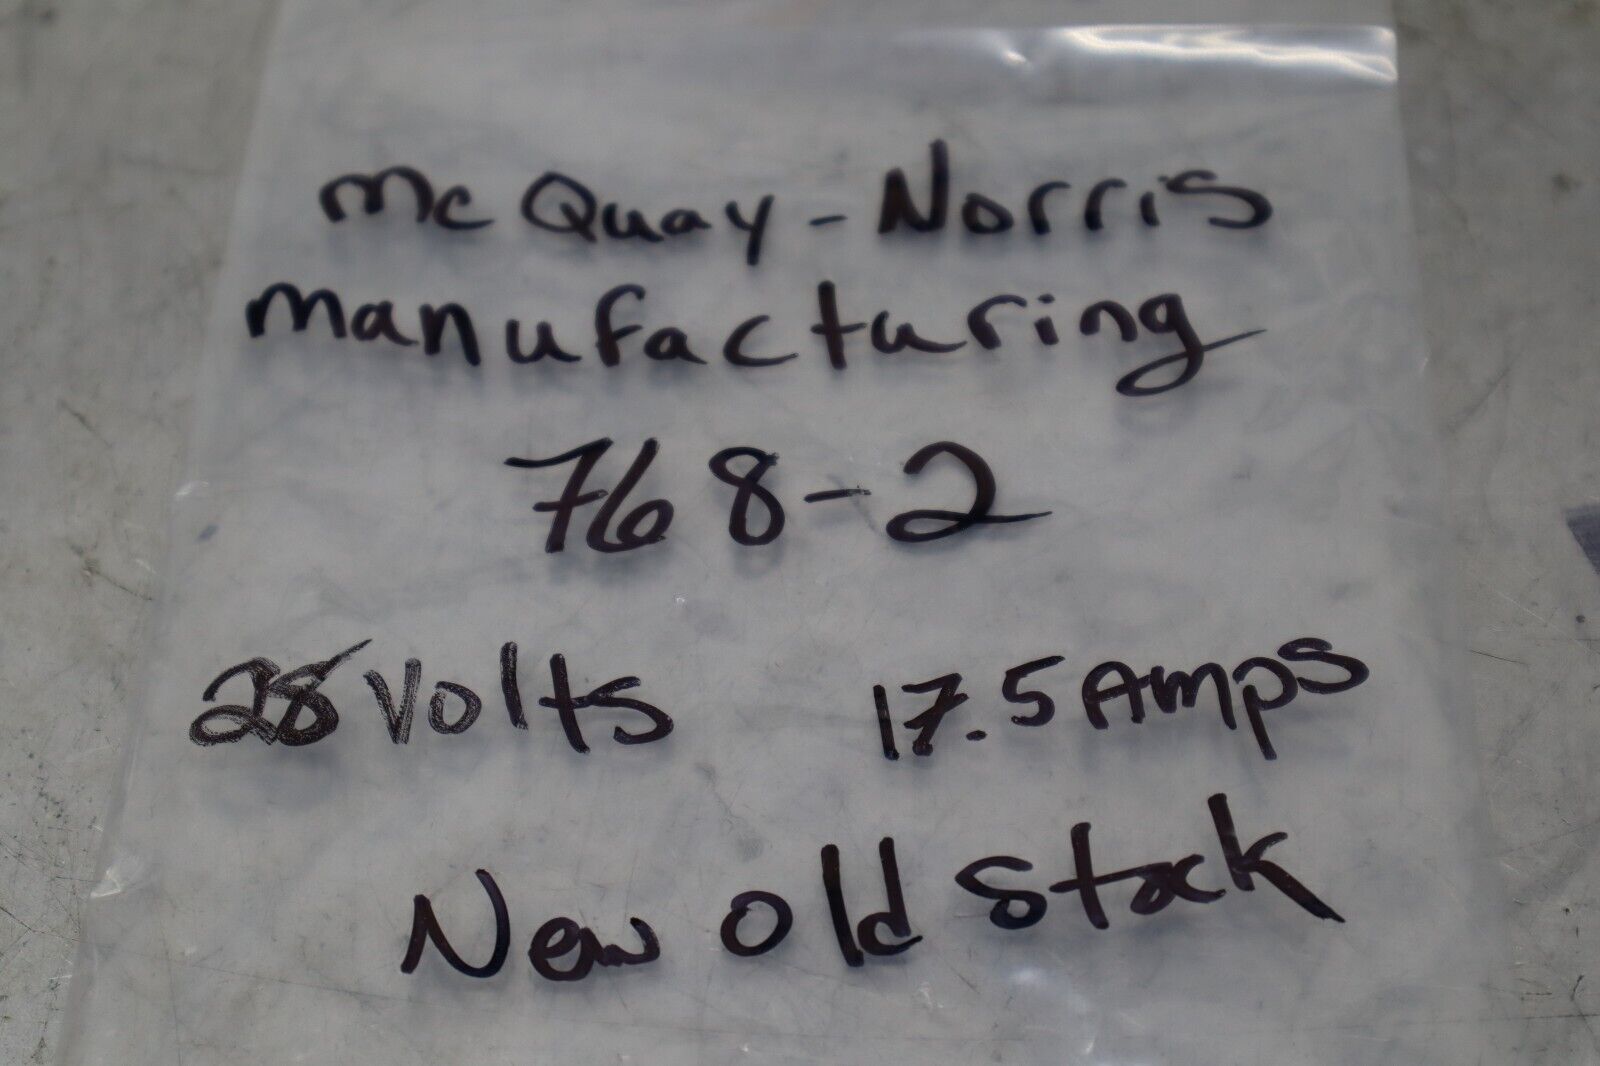 McQuay-Norris
manufacturing
768-2
28 Volts 17.5 Amps
New old stock